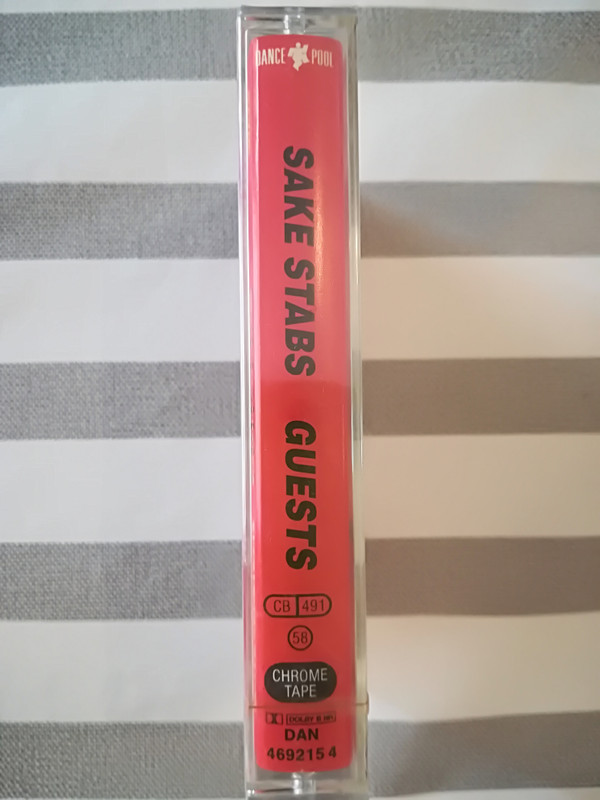 DANCE POOL
SAKE STABS GUESTS
CB 491
58
CHROME
TAPE
DOLBY B NR
DAN
469215 4